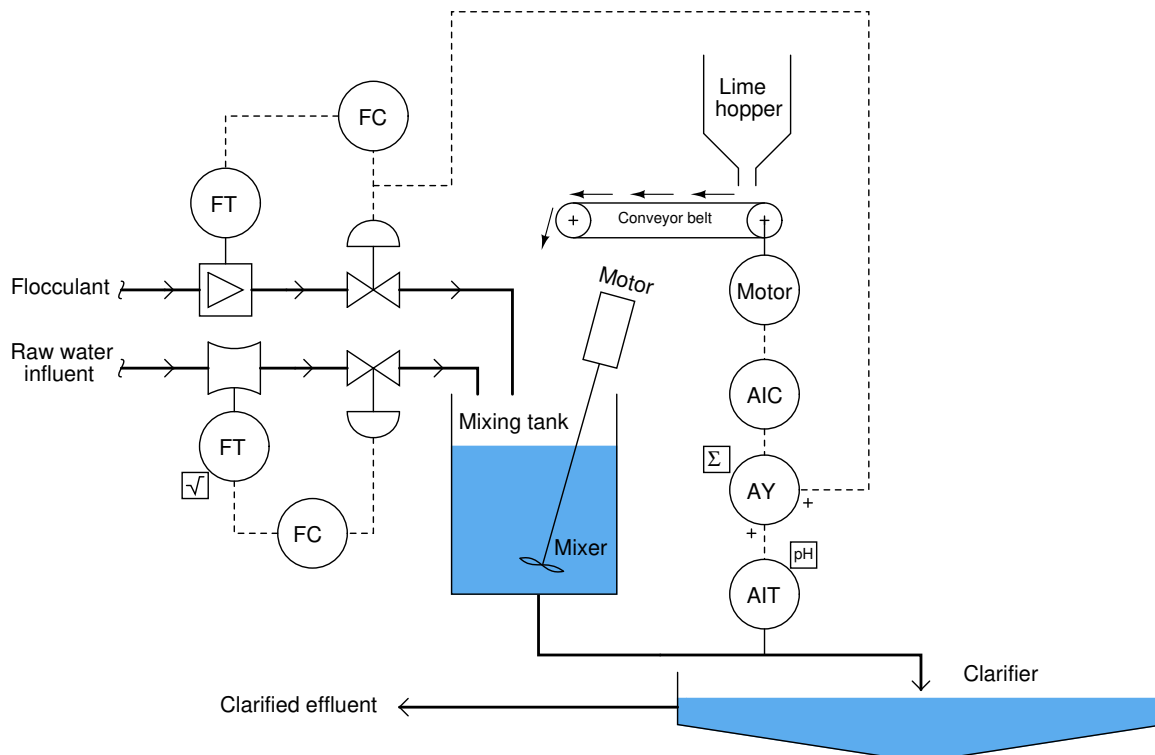 FC
Lime
hopper
FT
Conveyor belt
Flocculant
Motor
Motor
Raw water
influent
Mixing tank
AIC
FT
√
Σ
AY
+
+
FC
Mixer
pH
AIT
Clarifier
Clarified effluent